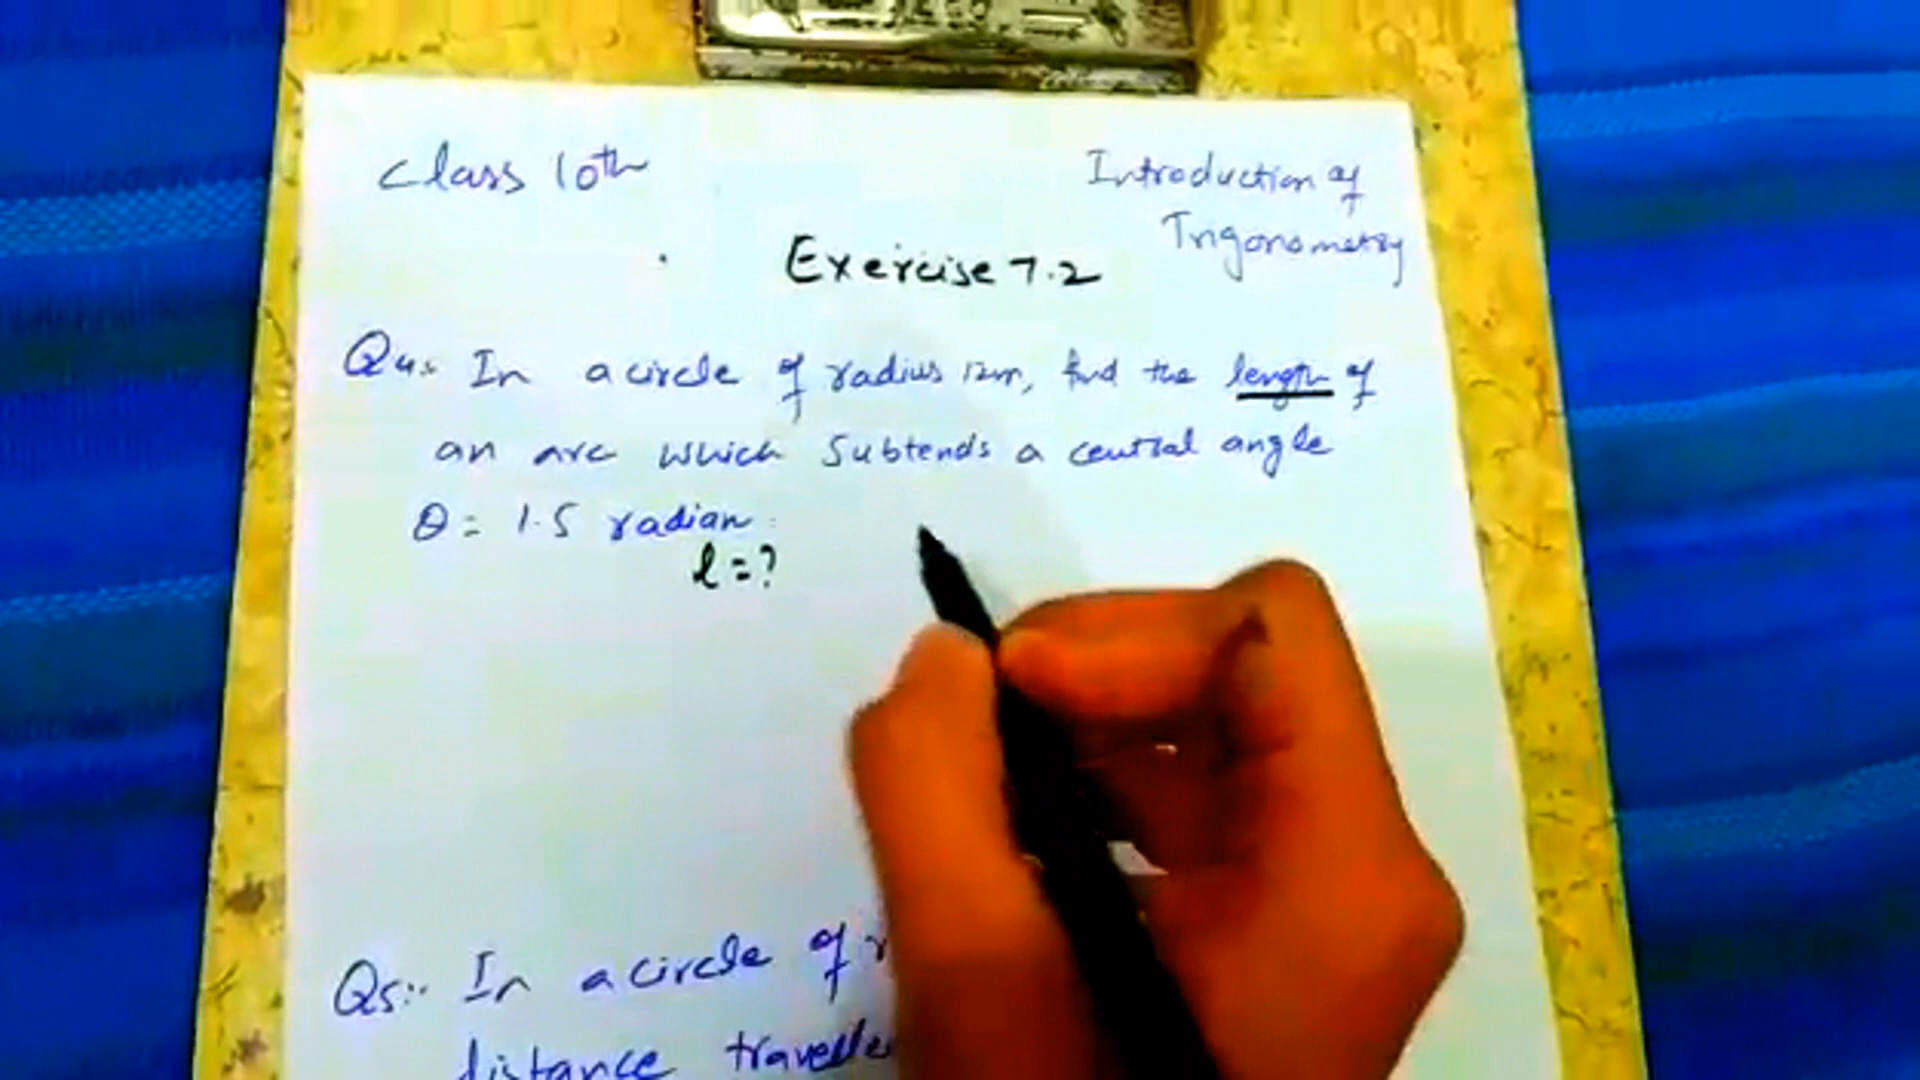 Class 10th
Introduction of
Trigonometry
Exercise 7.2
Q4:- In a circle of radius 12m, find the length of
an arc which Subtends a central angle
θ = 1.5 radian
l = ?
Q5:- In a circle of
distance